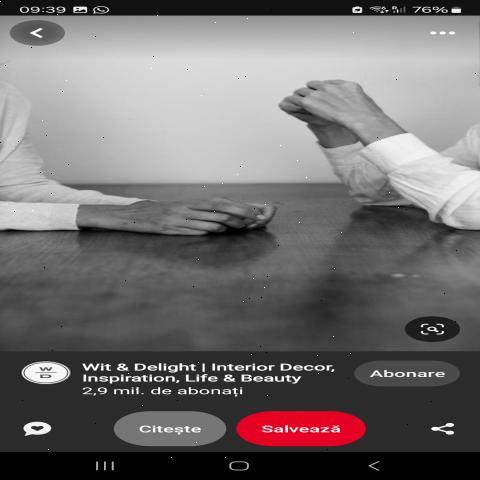 09:39
76%
W
D
Wit & Delight | Interior Decor,
Inspiration, Life & Beauty
2,9 mil. de abonați
Abonare
Citește
Salvează